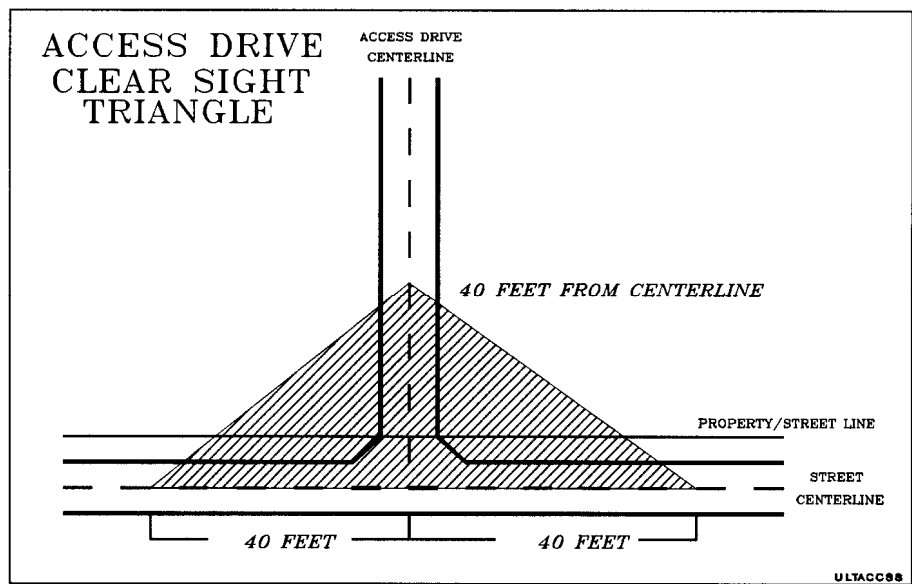 ACCESS DRIVE
CLEAR SIGHT
TRIANGLE
ACCESS DRIVE
CENTERLINE
40 FEET FROM CENTERLINE
PROPERTY/STREET LINE
STREET
CENTERLINE
40 FEET
40 FEET
ULTACCSS